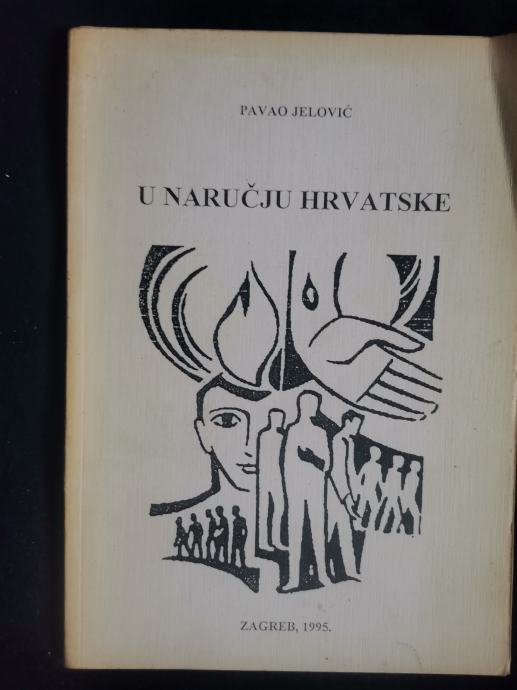 PAVAO JELOVIĆ
U NARUČJU HRVATSKE
ZAGREB, 1995.